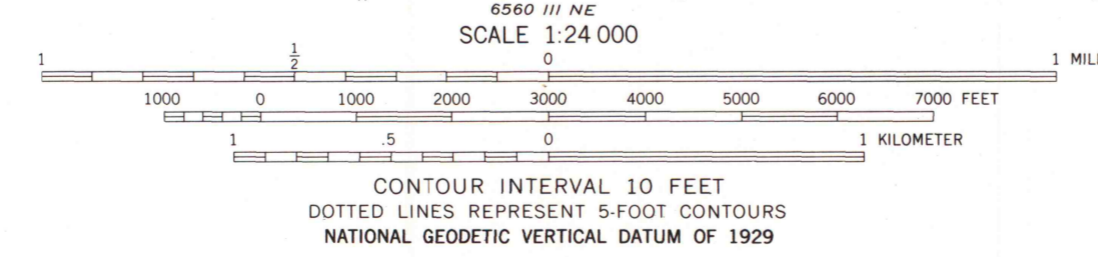 6560 III NE
SCALE 1:24 000
1 1/2 0 1 MILE
1000 0 1000 2000 3000 4000 5000 6000 7000 FEET
1 .5 0 1 KILOMETER
CONTOUR INTERVAL 10 FEET
DOTTED LINES REPRESENT 5-FOOT CONTOURS
NATIONAL GEODETIC VERTICAL DATUM OF 1929